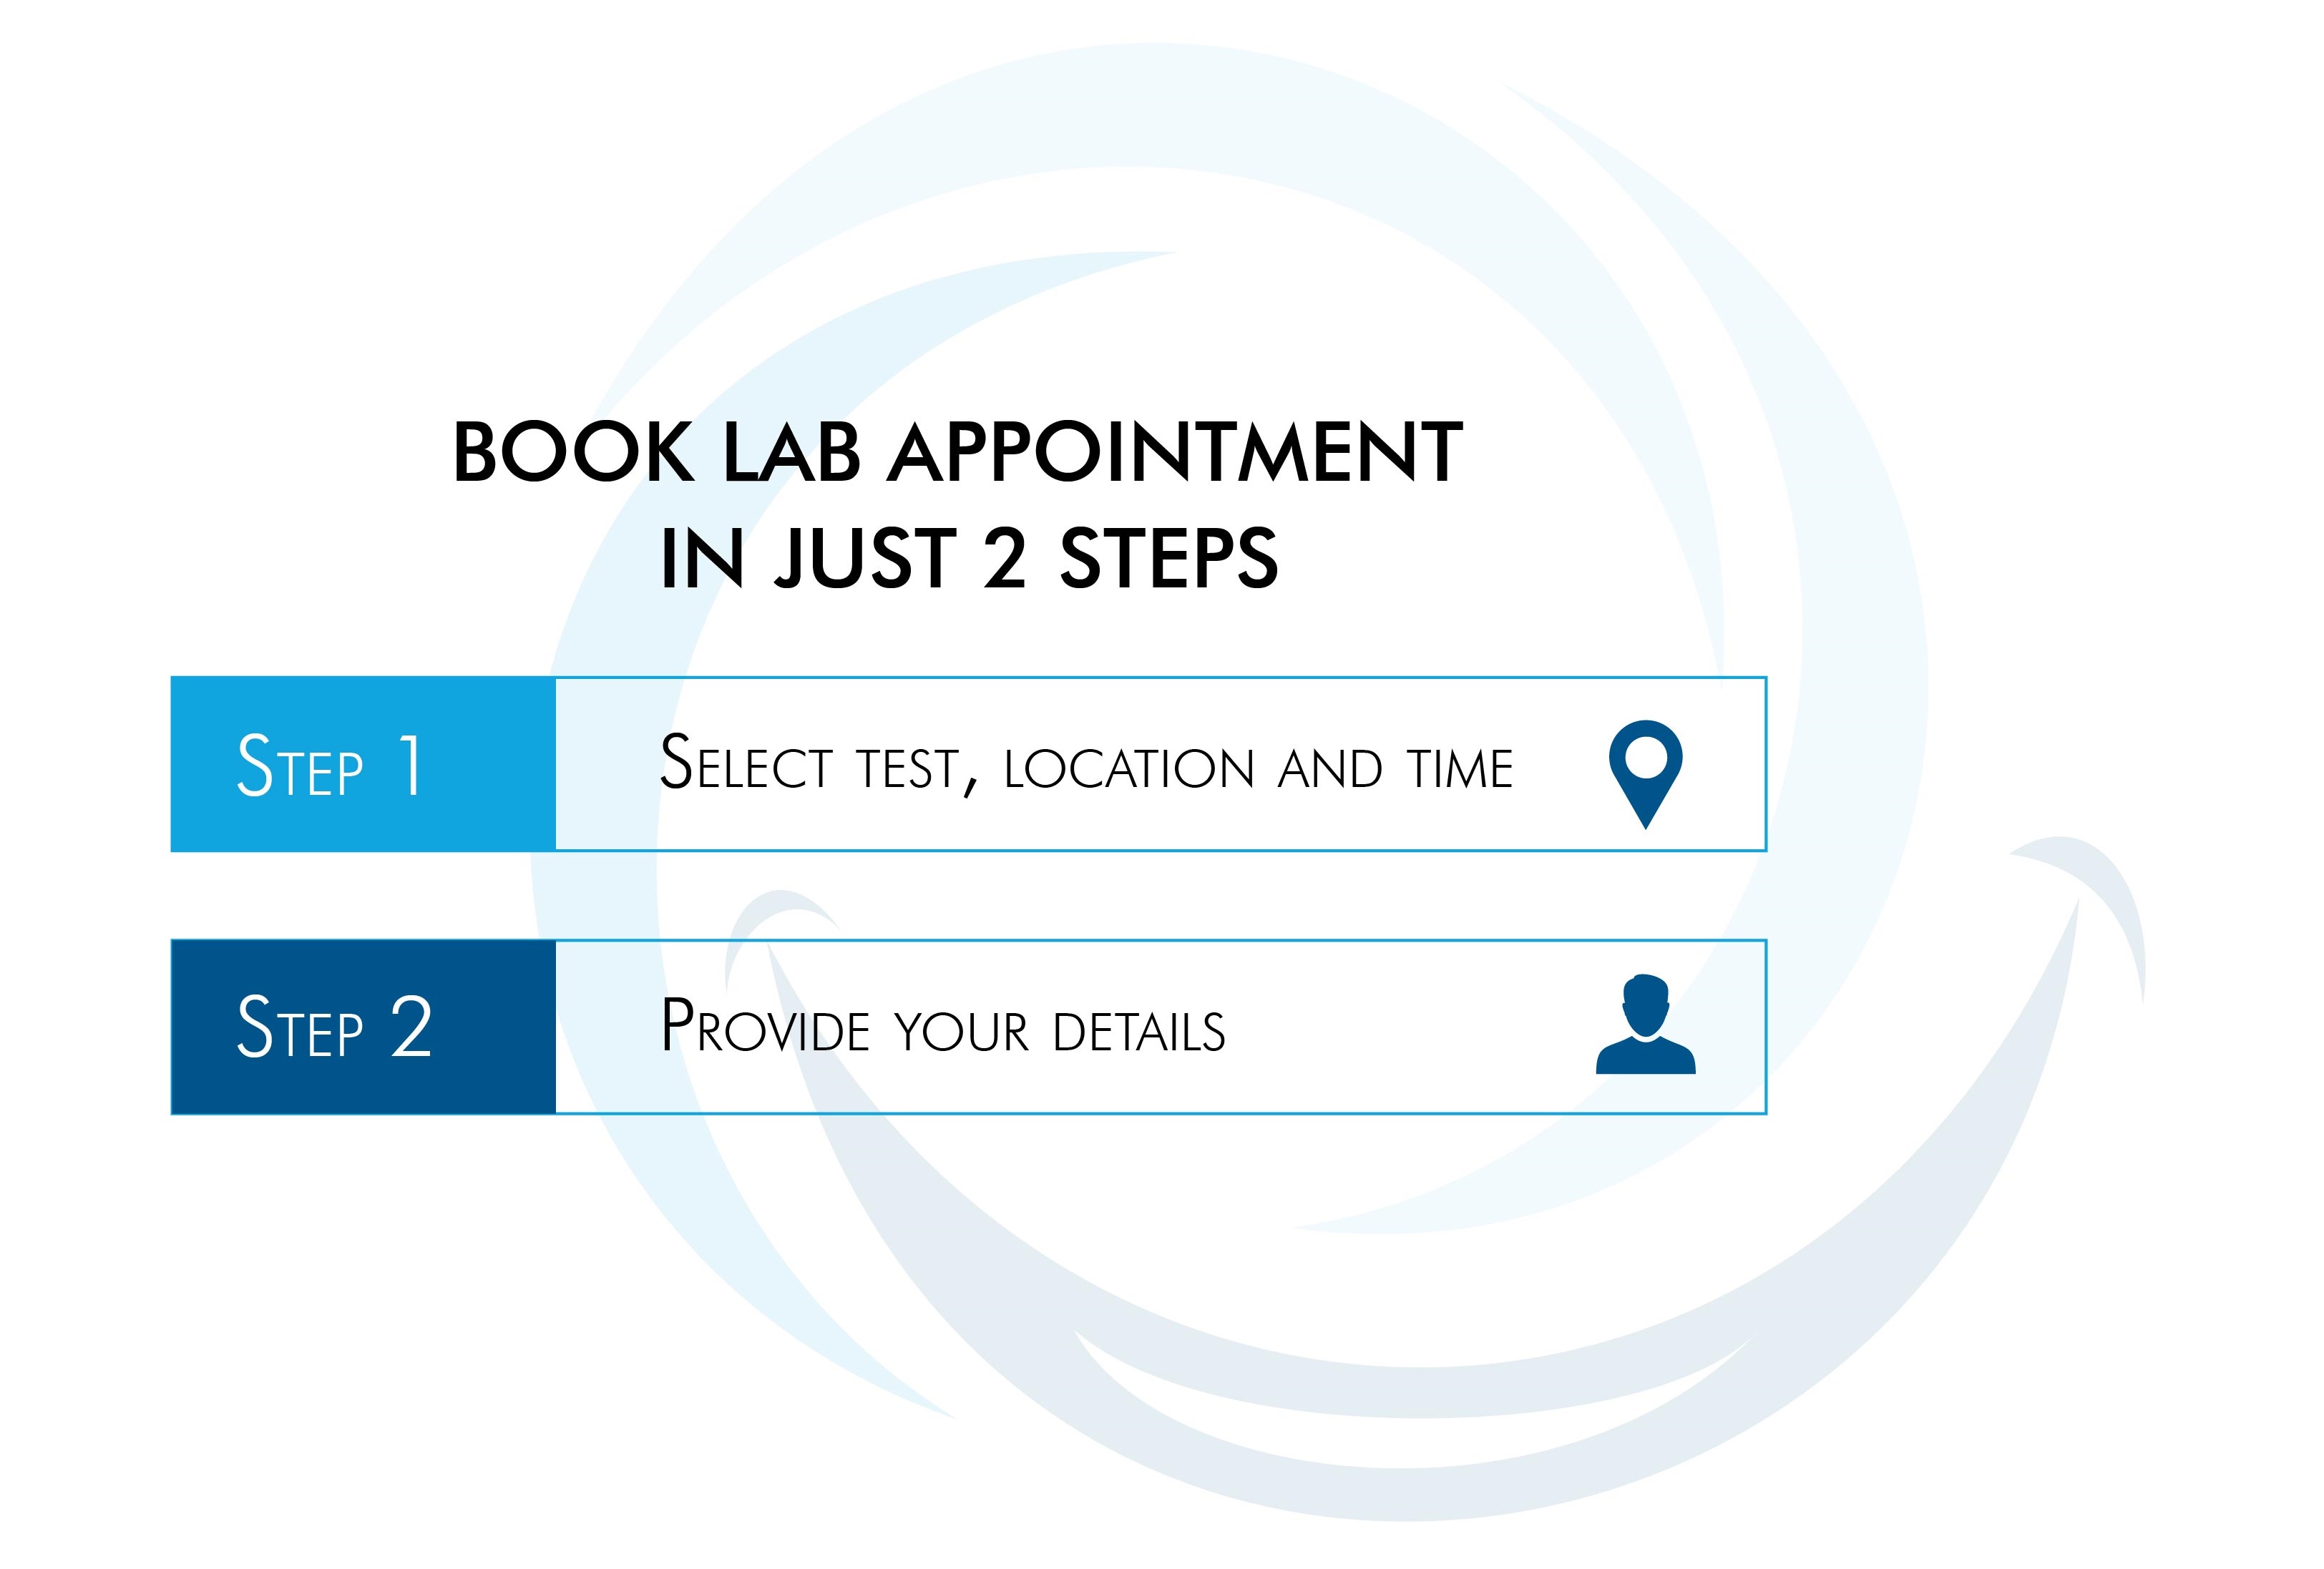 BOOK LAB APPOINTMENT
IN JUST 2 STEPS
Step 1
Select test, location and time
Step 2
Provide your details